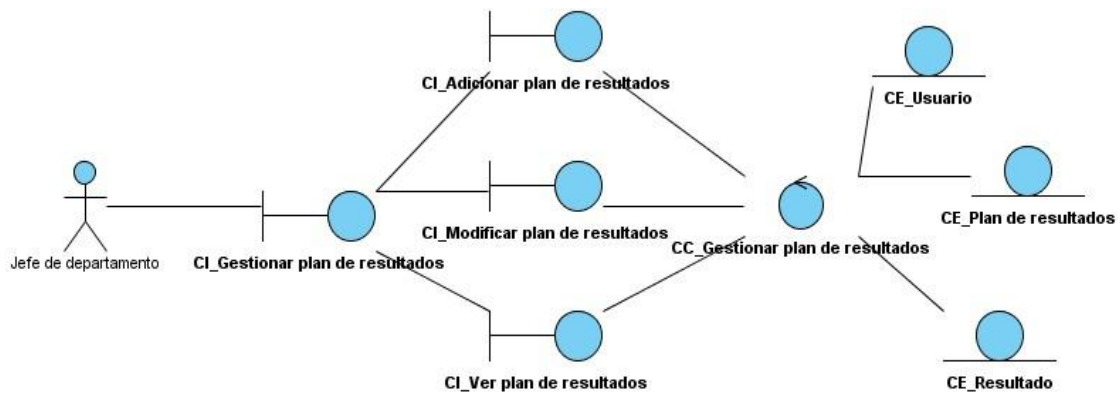 CI_Adicionar plan de resultados
CE_Usuario
CE_Plan de resultados
Jefe de departamento
CI_Gestionar plan de resultados
CI_Modificar plan de resultados
CC_Gestionar plan de resultados
CI_Ver plan de resultados
CE_Resultado